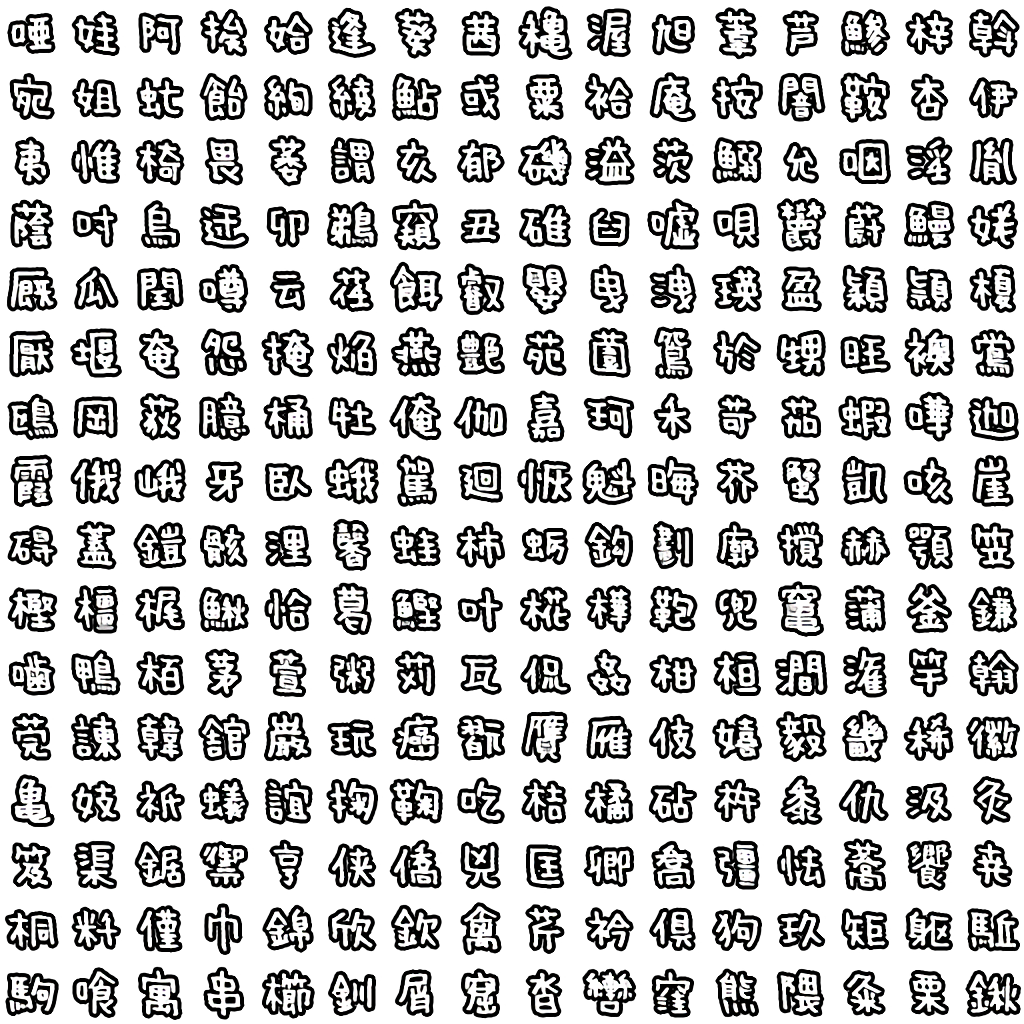 唖娃阿挨姶逢葵茜穐渥旭葦芦鯵梓斡
宛姐虻飴絢綾鮎或粟袷庵按闇鞍杏伊
夷惟椅畏萎謂亥郁磯溢茨鰯允咽淫胤
蔭吋烏迂卯鵜窺丑碓臼嘘唄欝蔚鰻姥
厩瓜閏噂云荏餌叡嬰曳洩瑛盈穎頴榎
厭堰奄怨掩焔燕艶苑薗鴛於甥旺襖鴬
鴎岡荻臆桶牡俺伽嘉珂禾苛茄蝦嘩迦
霞俄峨牙臥蛾駕廻恢魁晦芥蟹凱咳崖
碍蓋鎧骸浬馨蛙柿蛎鈎劃廓撹赫顎笠
樫橿梶鰍恰葛鰹叶椛樺鞄兜竃蒲釜鎌
噛鴨栢茅萱粥苅瓦侃姦柑桓澗潅竿翰
莞諌韓舘巌玩癌翫贋雁伎嬉毅畿稀徽
亀妓祇蟻誼掬鞠吃桔橘砧杵黍仇汲灸
笈渠鋸禦亨侠僑兇匡卿喬彊怯蕎饗尭
桐粁僅巾錦欣欽禽芹衿倶狗玖矩躯駈
駒喰寓串櫛釧屑窟沓轡窪熊隈粂栗鍬